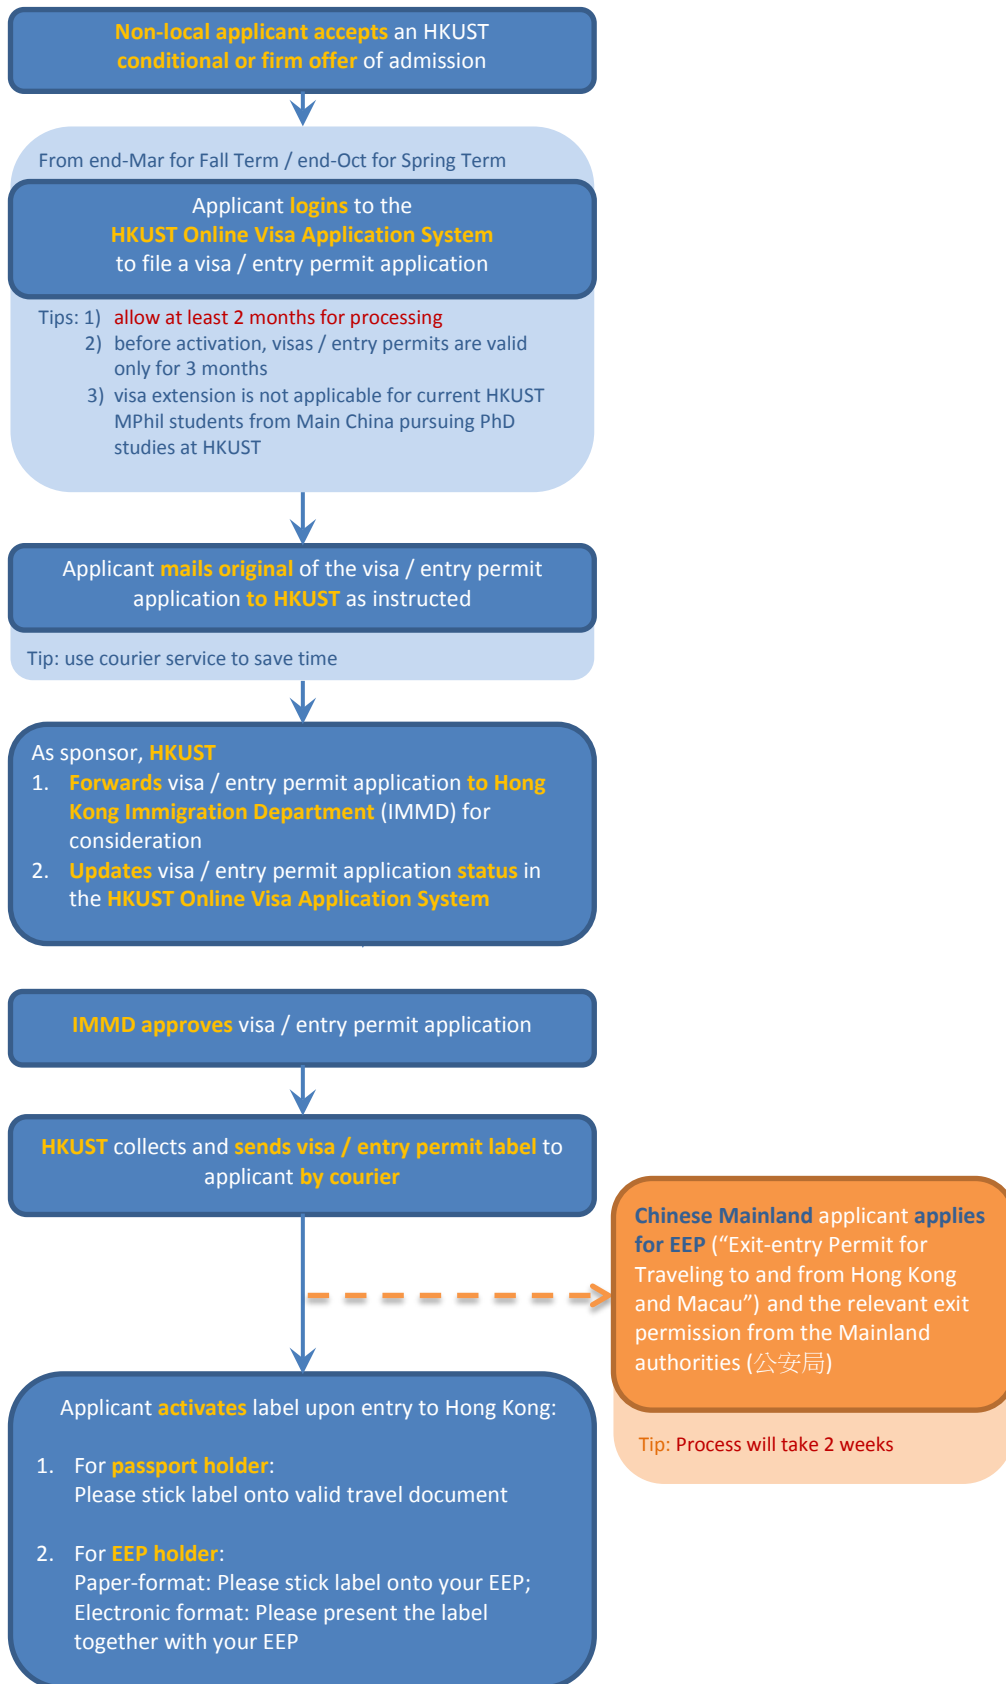 Non-local applicant accepts an HKUST
conditional or firm offer of admission
From end-Mar for Fall Term / end-Oct for Spring Term
Applicant logins to the
HKUST Online Visa Application System
to file a visa / entry permit application
Tips: 1) allow at least 2 months for processing
2) before activation, visas / entry permits are valid
only for 3 months
3) visa extension is not applicable for current HKUST
MPhil students from Main China pursuing PhD
studies at HKUST
Applicant mails original of the visa / entry permit
application to HKUST as instructed
Tip: use courier service to save time
As sponsor, HKUST
1. Forwards visa / entry permit application to Hong
Kong Immigration Department (IMMD) for
consideration
2. Updates visa / entry permit application status in
the HKUST Online Visa Application System
IMMD approves visa / entry permit application
HKUST collects and sends visa / entry permit label to
applicant by courier
Chinese Mainland applicant applies
for EEP (“Exit-entry Permit for
Traveling to and from Hong Kong
and Macau”) and the relevant exit
permission from the Mainland
authorities (公安局)
Tip: Process will take 2 weeks
Applicant activates label upon entry to Hong Kong:
1. For passport holder:
Please stick label onto valid travel document
2. For EEP holder:
Paper-format: Please stick label onto your EEP;
Electronic format: Please present the label
together with your EEP